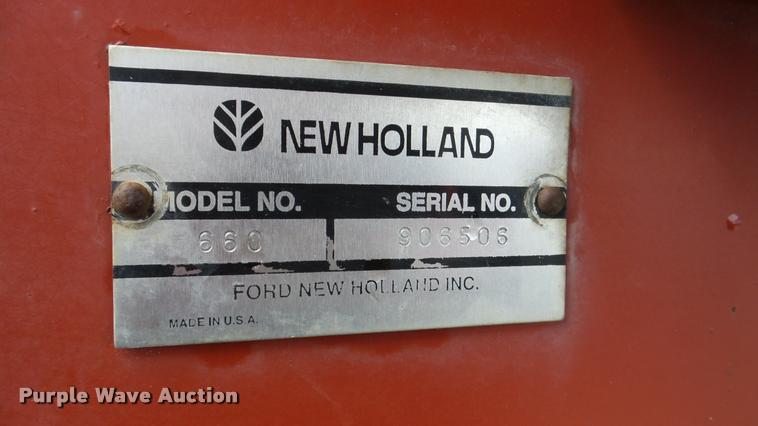 NEW HOLLAND
MODEL NO. SERIAL NO.
660 906506
FORD NEW HOLLAND INC.
MADE IN U.S.A.
Purple Wave Auction